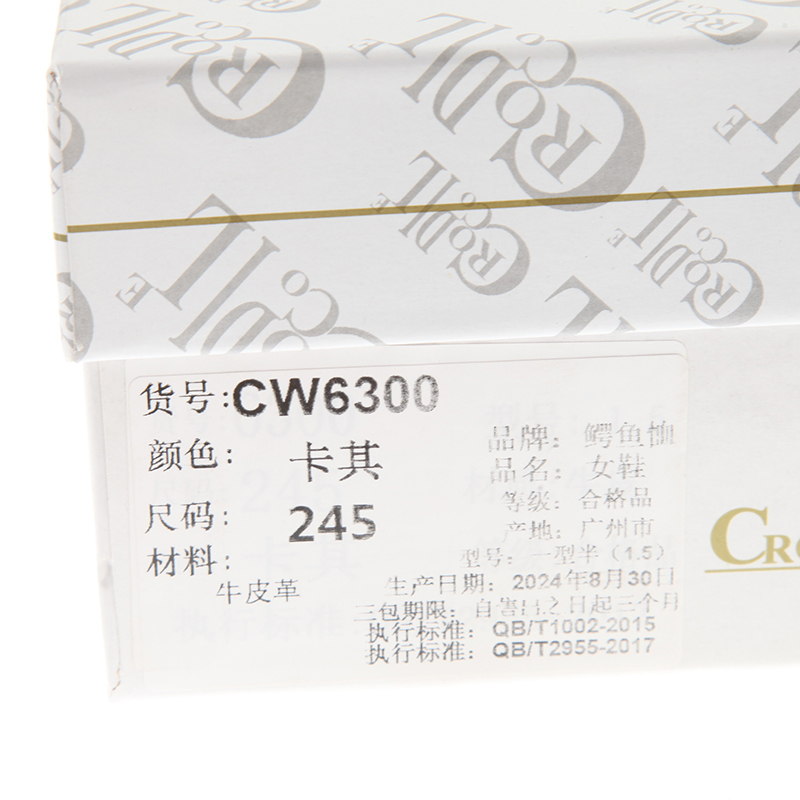 货号:CW6300
颜色: 卡其
尺码: 245
材料: 牛皮革
品牌: 鳄鱼恤
品名: 女鞋
等级: 合格品
产地: 广州市
型号: 一型半（1.5）
生产日期: 2024年8月30日
三包期限: 自售出之日起三个月
执行标准: QB/T1002-2015
执行标准: QB/T2955-2017